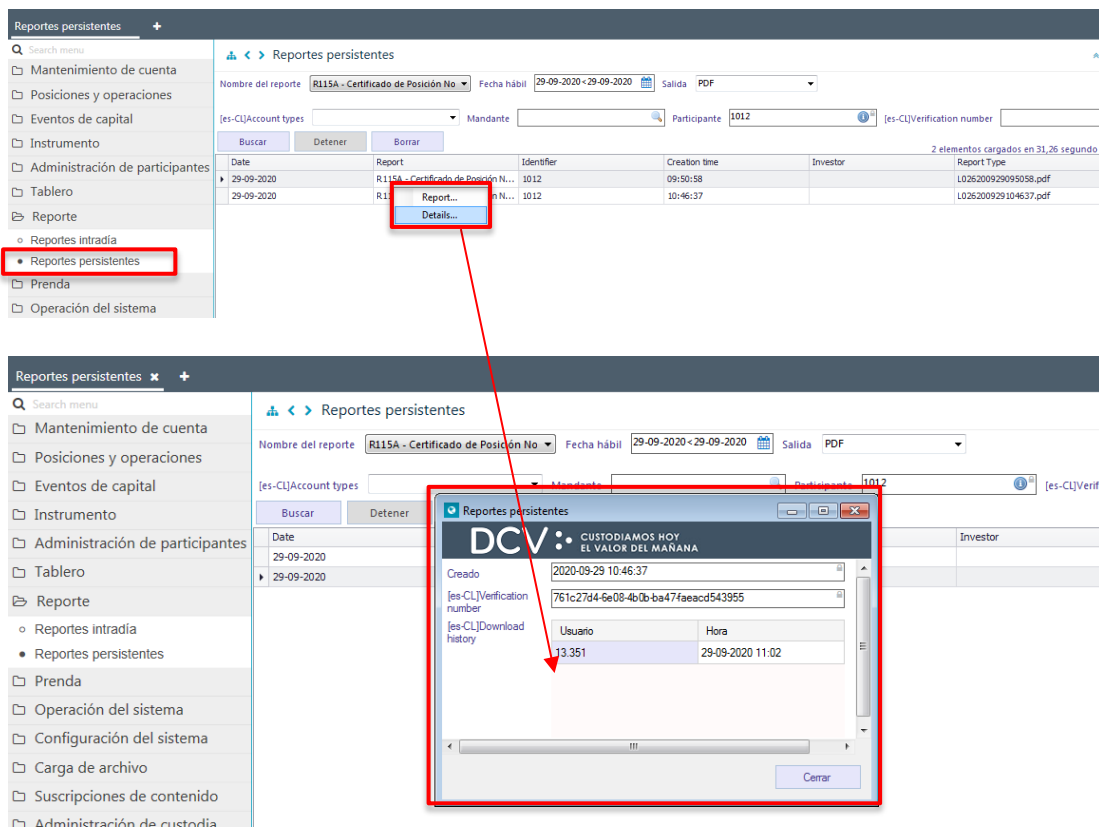 Reportes persistentes +
Search menu
Mantenimiento de cuenta
Posiciones y operaciones
Eventos de capital
Instrumento
Administración de participantes
Tablero
Reporte
Reportes intradía
Reportes persistentes
Prenda
Operación del sistema
Reportes persistentes
Nombre del reporte R115A - Certificado de Posición No Fecha hábil 29-09-2020<29-09-2020 Salida PDF
[es-CL]Account types Mandante Participante 1012 [es-CL]Verification number
Buscar Detener Borrar
2 elementos cargados en 31,26 segundo
Date Report Identifier Creation time Investor Report Type
29-09-2020 R115A - Certificado de Posición N... 1012 09:50:58 L026200929095058.pdf
29-09-2020 R11 n N... 1012 10:46:37 L026200929104637.pdf
Report...
Details...
Reportes persistentes × +
Search menu
Mantenimiento de cuenta
Posiciones y operaciones
Eventos de capital
Instrumento
Administración de participantes
Tablero
Reporte
Reportes intradía
Reportes persistentes
Prenda
Operación del sistema
Configuración del sistema
Carga de archivo
Suscripciones de contenido
Administración de custodia
Reportes persistentes
Nombre del reporte R115A - Certificado de Posición No Fecha hábil 29-09-2020<29-09-2020 Salida PDF
[es-CL]Account types Mandante Participante 1012 [es-CL]Verif
Buscar Detener
Date Investor
29-09-2020
29-09-2020
Reportes persistentes
DCV CUSTODIAMOS HOY
EL VALOR DEL MAÑANA
Creado 2020-09-29 10:46:37
[es-CL]Verification number 761c27d4-6e08-4b0b-ba47-faeacd543955
[es-CL]Download history
Usuario Hora
13.351 29-09-2020 11:02
Cerrar